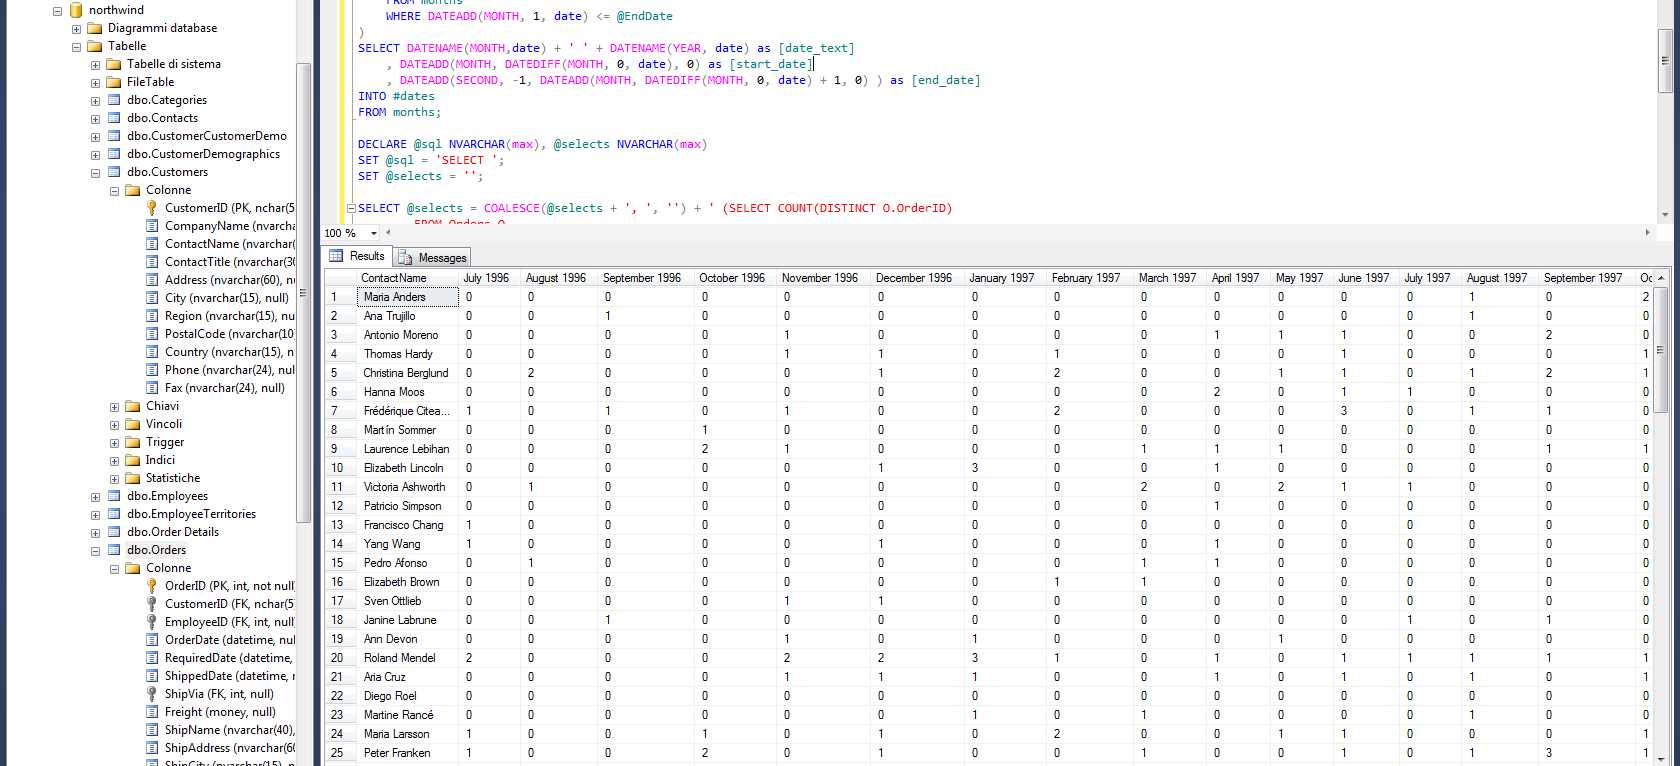 northwind
Diagrammi database
Tabelle
Tabelle di sistema
FileTable
dbo.Categories
dbo.Contacts
dbo.CustomerCustomerDemo
dbo.CustomerDemographics
dbo.Customers
Colonne
CustomerID (PK, nchar(5
CompanyName (nvarcha
ContactName (nvarchar(
ContactTitle (nvarchar(30
Address (nvarchar(60), nul
City (nvarchar(15), null)
Region (nvarchar(15), nu
PostalCode (nvarchar(10
Country (nvarchar(15), n
Phone (nvarchar(24), nul
Fax (nvarchar(24), null)
Chiavi
Vincoli
Trigger
Indici
Statistiche
dbo.Employees
dbo.EmployeeTerritories
dbo.Order Details
dbo.Orders
Colonne
OrderID (PK, int, not null
CustomerID (FK, nchar(5
EmployeeID (FK, int, null)
OrderDate (datetime, nul
RequiredDate (datetime,
ShippedDate (datetime, r
ShipVia (FK, int, null)
Freight (money, null)
ShipName (nvarchar(40),
ShipAddress (nvarchar(60
ShipCity (nvarchar(15), n
FROM months
WHERE DATEADD(MONTH, 1, date) <= @EndDate
)
SELECT DATENAME(MONTH,date) + ' ' + DATENAME(YEAR, date) as [date_text]
, DATEADD(MONTH, DATEDIFF(MONTH, 0, date), 0) as [start_date]
, DATEADD(SECOND, -1, DATEADD(MONTH, DATEDIFF(MONTH, 0, date) + 1, 0) ) as [end_date]
INTO #dates
FROM months;
DECLARE @sql NVARCHAR(max), @selects NVARCHAR(max)
SET @sql = 'SELECT ';
SET @selects = '';
SELECT @selects = COALESCE(@selects + ', ', '') + ' (SELECT COUNT(DISTINCT O.OrderID)
FROM Orders O
100 %
Results Messages
ContactName July 1996 August 1996 September 1996 October 1996 November 1996 December 1996 January 1997 February 1997 March 1997 April 1997 May 1997 June 1997 July 1997 August 1997 September 1997 Oc
1 Maria Anders 0 0 0 0 0 0 0 0 0 0 0 0 0 1 0 2
2 Ana Trujillo 0 0 1 0 0 0 0 0 0 0 0 0 0 1 0 0
3 Antonio Moreno 0 0 0 0 1 0 0 0 0 1 1 1 0 0 2 0
4 Thomas Hardy 0 0 0 0 1 1 0 1 0 0 0 1 0 0 0 1
5 Christina Berglund 0 2 0 0 0 1 0 2 0 0 1 1 0 1 2 1
6 Hanna Moos 0 0 0 0 0 0 0 0 0 2 0 1 1 0 0 0
7 Frédérique Citea... 1 0 1 0 1 0 0 2 0 0 0 3 0 1 1 0
8 Martín Sommer 0 0 0 1 0 0 0 0 0 0 0 0 0 0 0 0
9 Laurence Lebihan 0 0 0 2 1 0 0 0 1 1 1 0 0 0 1 1
10 Elizabeth Lincoln 0 0 0 0 0 1 3 0 0 1 0 0 0 0 0 0
11 Victoria Ashworth 0 1 0 0 0 0 0 0 2 0 2 1 1 0 0 0
12 Patricio Simpson 0 0 0 0 0 0 0 0 0 1 0 0 0 0 0 0
13 Francisco Chang 1 0 0 0 0 0 0 0 0 0 0 0 0 0 0 0
14 Yang Wang 1 0 0 0 0 1 0 0 0 1 0 0 0 0 0 0
15 Pedro Afonso 0 1 0 0 0 0 0 0 1 1 0 0 0 0 0 0
16 Elizabeth Brown 0 0 0 0 0 0 0 1 1 0 0 0 0 0 0 0
17 Sven Ottlieb 0 0 0 0 1 1 0 0 0 0 0 0 0 0 0 0
18 Janine Labrune 0 0 1 0 0 0 0 0 0 0 0 0 1 0 1 0
19 Ann Devon 0 0 0 0 1 0 1 0 0 0 1 0 0 0 0 0
20 Roland Mendel 2 0 0 0 2 2 3 1 0 1 0 1 1 1 1 1
21 Aria Cruz 0 0 0 0 1 1 1 0 0 1 0 1 0 1 0 1
22 Diego Roel 0 0 0 0 0 0 0 0 0 0 0 0 0 0 0 0
23 Martine Rancé 0 0 0 0 0 0 1 0 1 0 0 0 0 1 0 0
24 Maria Larsson 1 0 0 1 0 1 0 2 0 0 1 1 0 0 0 1
25 Peter Franken 1 0 0 2 0 1 0 0 1 0 0 1 0 1 3 1